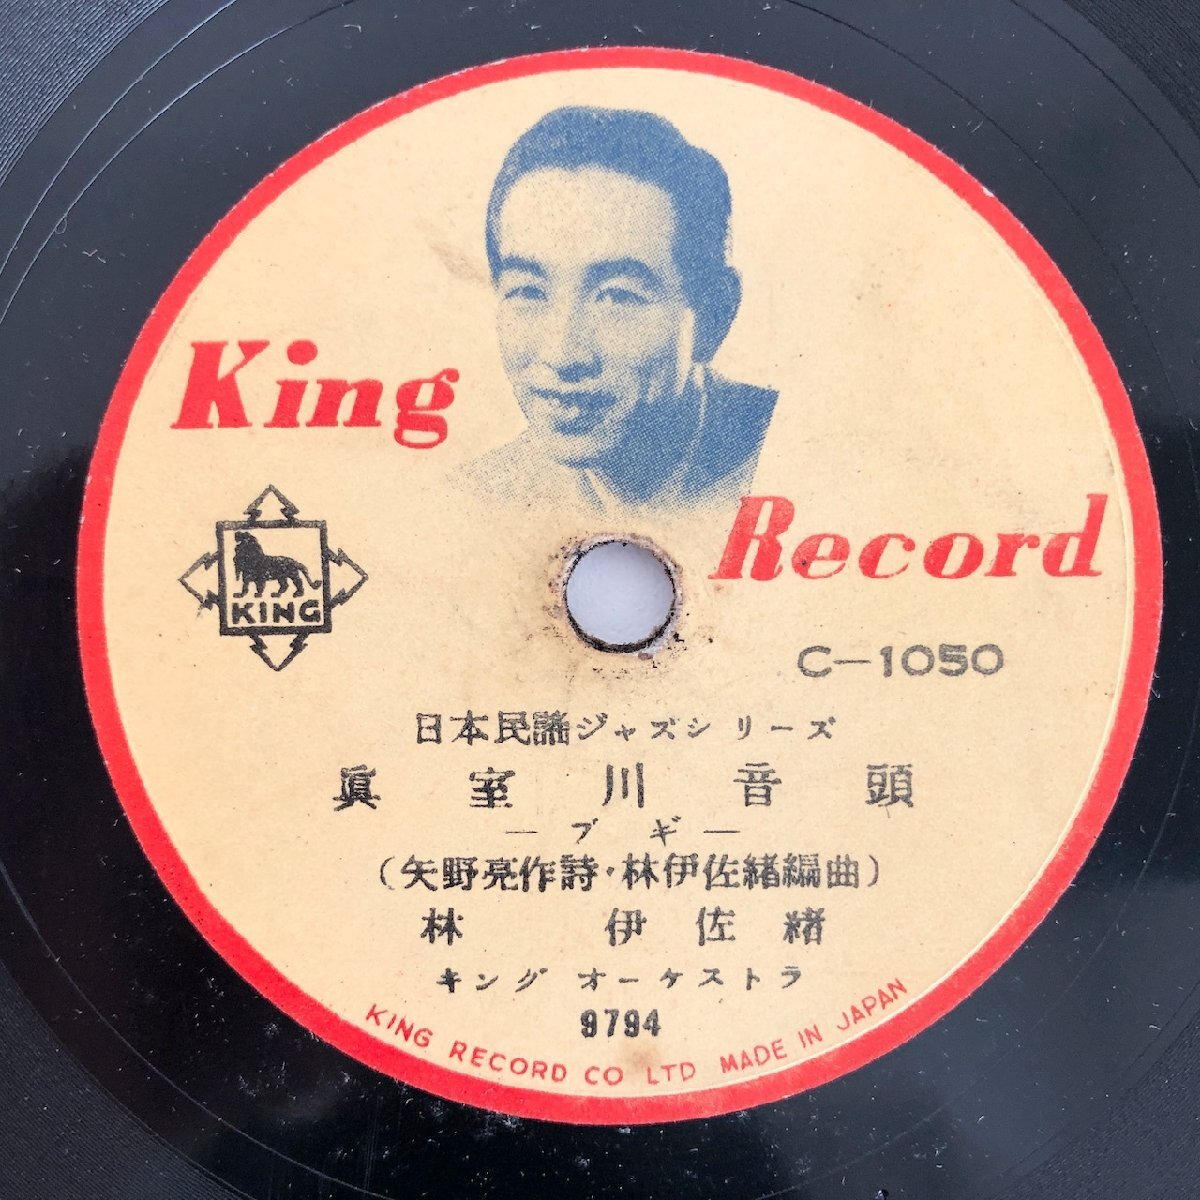 King
Record
KING
C-1050
日本民謡ジャズシリーズ
眞室川音頭
―ブギ―
(矢野亮作詩・林伊佐緒編曲)
林 伊佐緒
キング オーケストラ
9794
KING RECORD CO LTD MADE IN JAPAN